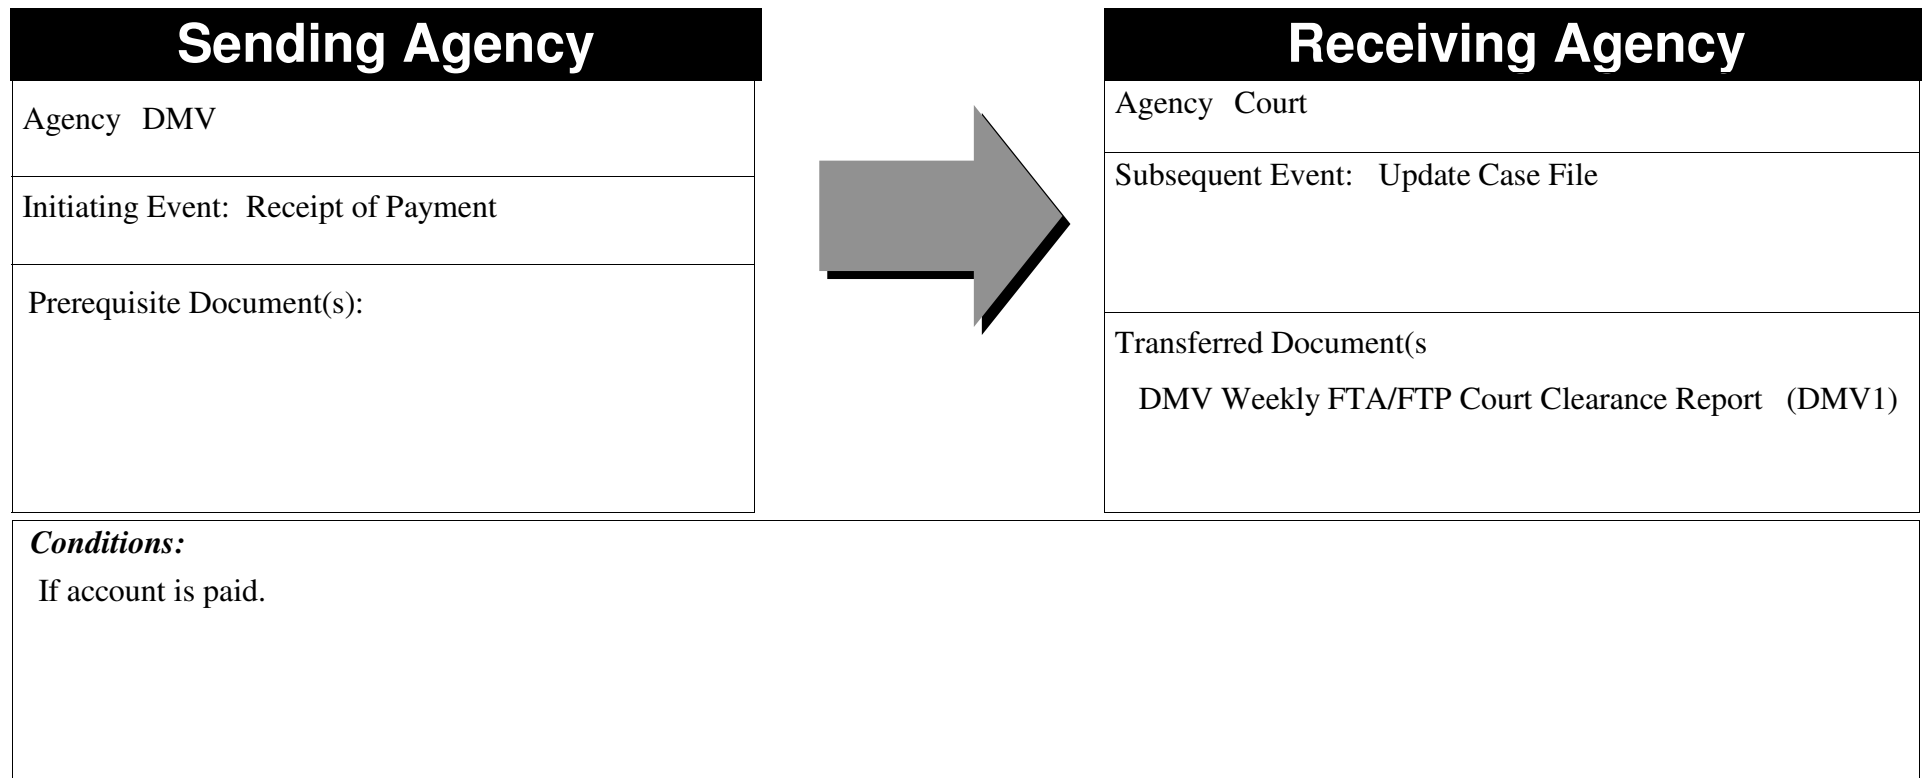 Sending Agency
Agency DMV
Initiating Event: Receipt of Payment
Prerequisite Document(s):
Receiving Agency
Agency Court
Subsequent Event: Update Case File
Transferred Document(s
DMV Weekly FTA/FTP Court Clearance Report (DMV1)
Conditions:
If account is paid.